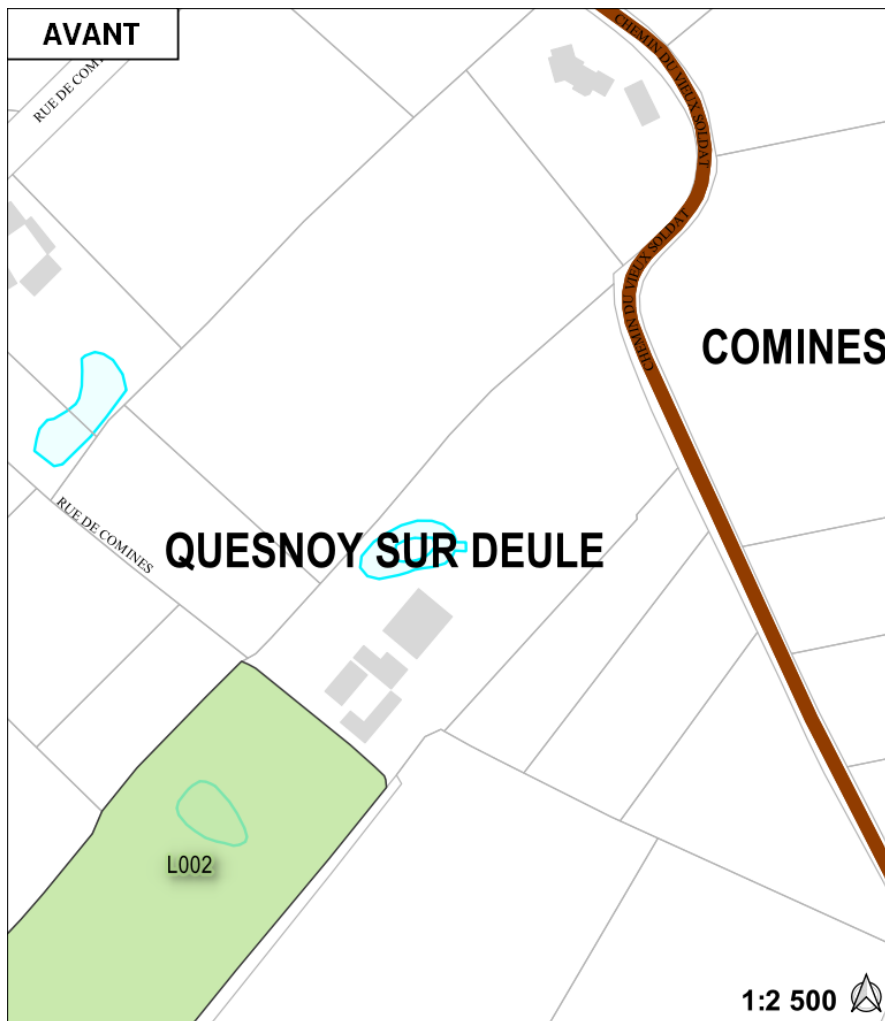 AVANT
RUE DE COMI
CHEMIN DU VIEUX SOLDAT
CHEMIN DU VIEUX SOLDAT
COMINES
RUE DE COMINES
QUESNOY SUR DEULE
L002
1:2 500